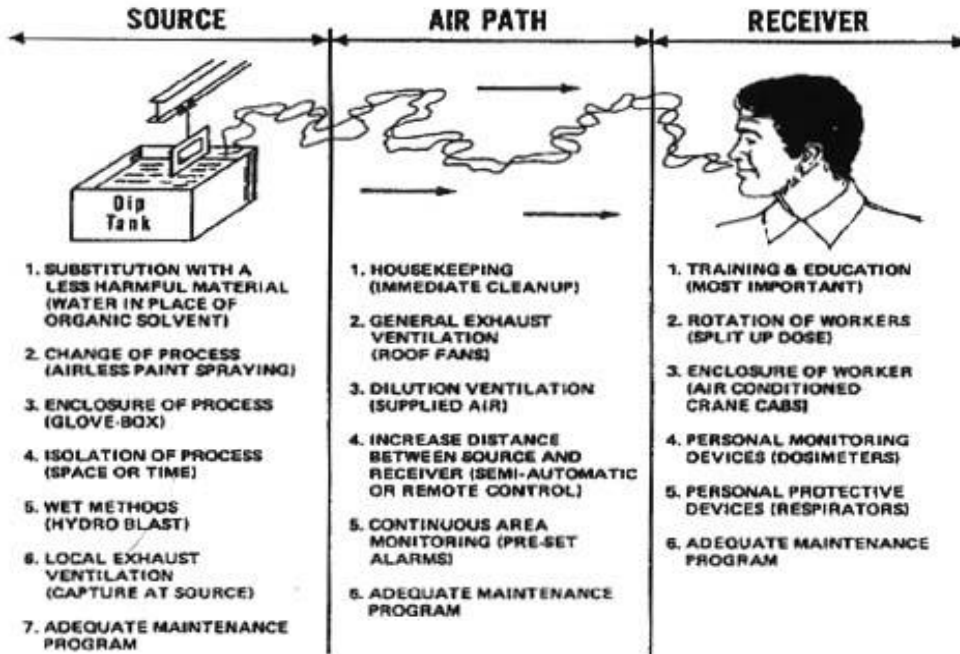 SOURCE
AIR PATH
RECEIVER
Dip
Tank
1. SUBSTITUTION WITH A
LESS HARMFUL MATERIAL
(WATER IN PLACE OF
ORGANIC SOLVENT)
2. CHANGE OF PROCESS
(AIRLESS PAINT SPRAYING)
3. ENCLOSURE OF PROCESS
(GLOVE-BOX)
4. ISOLATION OF PROCESS
(SPACE OR TIME)
5. WET METHODS
(HYDRO BLAST)
6. LOCAL EXHAUST
VENTILATION
(CAPTURE AT SOURCE)
7. ADEQUATE MAINTENANCE
PROGRAM
1. HOUSEKEEPING
(IMMEDIATE CLEANUP)
2. GENERAL EXHAUST
VENTILATION
(ROOF FANS)
3. DILUTION VENTILATION
(SUPPLIED AIR)
4. INCREASE DISTANCE
BETWEEN SOURCE AND
RECEIVER (SEMI-AUTOMATIC
OR REMOTE CONTROL)
5. CONTINUOUS AREA
MONITORING (PRE-SET
ALARMS)
6. ADEQUATE MAINTENANCE
PROGRAM
1. TRAINING & EDUCATION
(MOST IMPORTANT)
2. ROTATION OF WORKERS
(SPLIT UP DOSE)
3. ENCLOSURE OF WORKER
(AIR CONDITIONED
CRANE CABS)
4. PERSONAL MONITORING
DEVICES (DOSIMETERS)
5. PERSONAL PROTECTIVE
DEVICES (RESPIRATORS)
6. ADEQUATE MAINTENANCE
PROGRAM